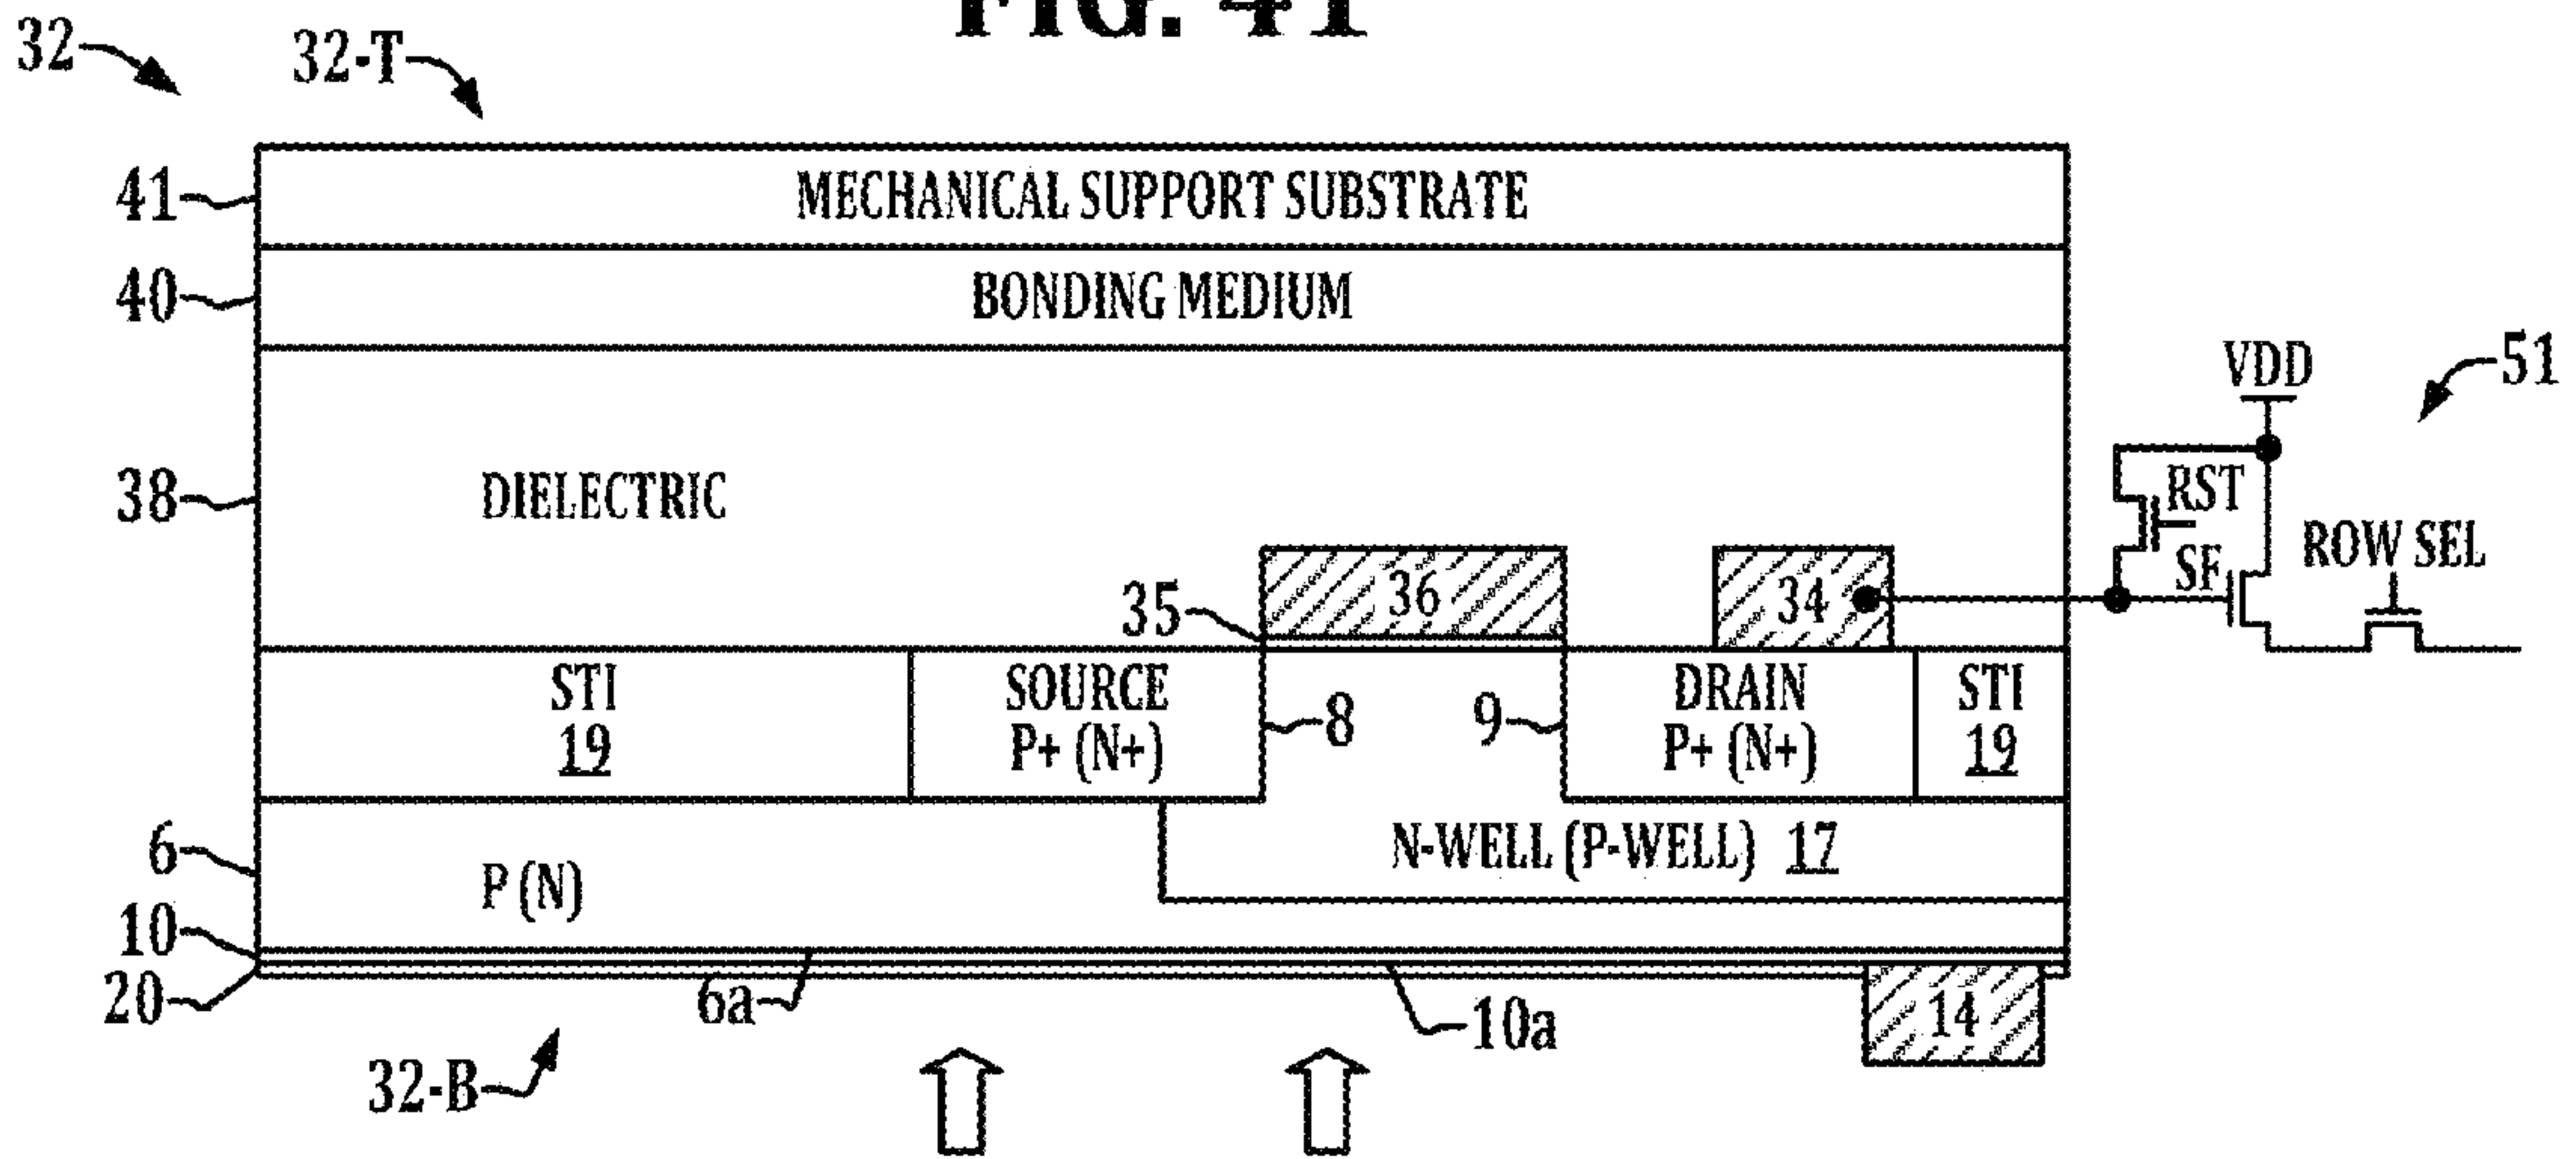 FIG. 41
32
32-T
41
MECHANICAL SUPPORT SUBSTRATE
40
BONDING MEDIUM
VDD
51
38
DIELECTRIC
RST
ROW SEL
SF
35
36
34
STI
19
SOURCE
P+ (N+)
8
9
DRAIN
P+ (N+)
STI
19
6
P (N)
N-WELL (P-WELL) 17
10
20
6a
10a
14
32-B